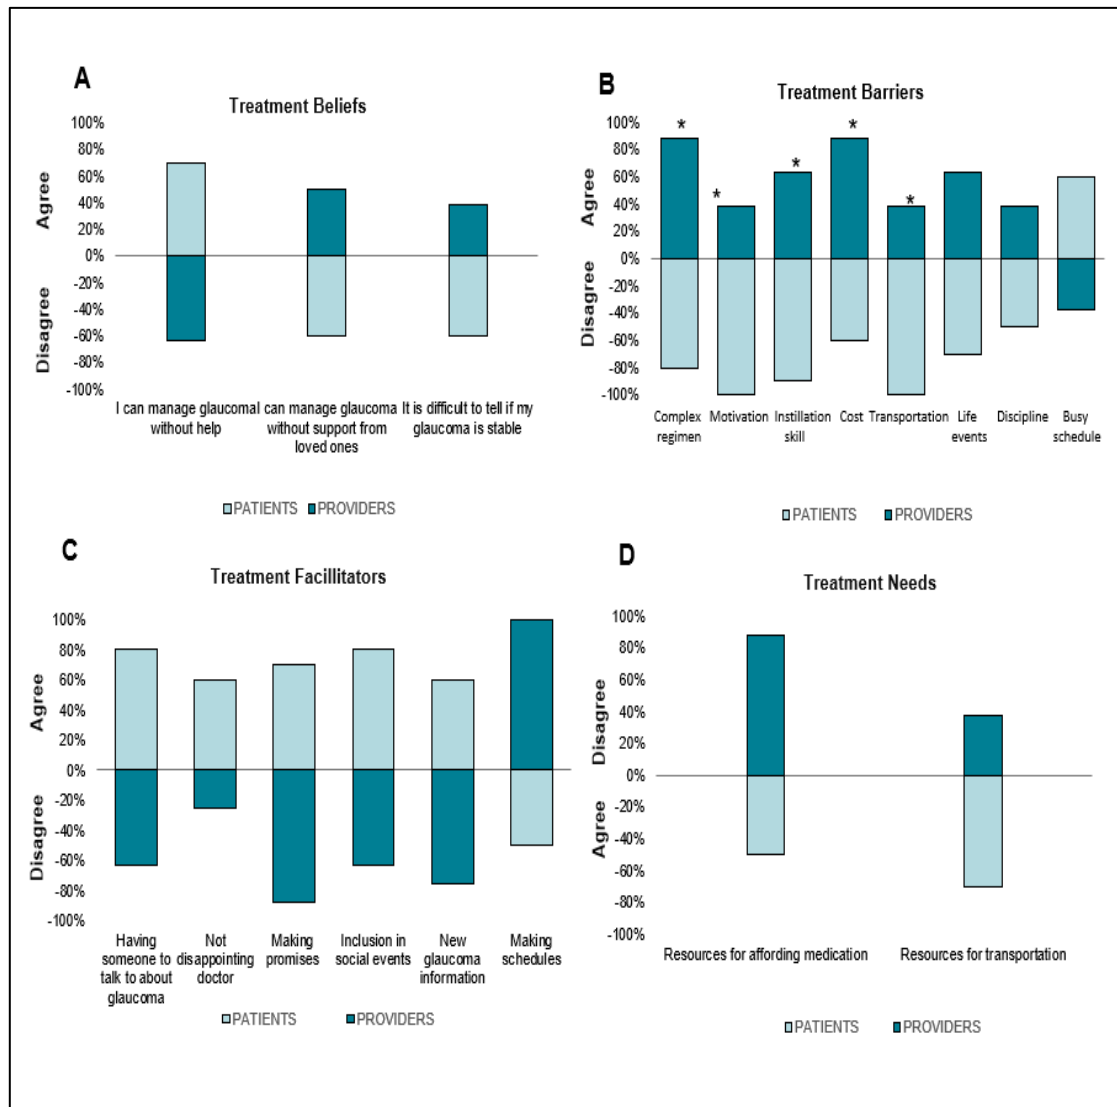 A
Treatment Beliefs
100%
80%
60%
40%
20%
0%
-20%
-40%
-60%
-80%
-100%
Agree
Disagree
I can manage glaucomaI can manage glaucoma It is difficult to tell if my
without help without support from glaucoma is stable
loved ones
PATIENTS PROVIDERS
B
Treatment Barriers
100%
80%
60%
40%
20%
0%
-20%
-40%
-60%
-80%
-100%
Agree
Disagree
* * * * *
Complex Motivation Instillation Cost Transportation Life Discipline Busy
regimen skill events schedule
PATIENTS PROVIDERS
C
Treatment Facillitators
100%
80%
60%
40%
20%
0%
-20%
-40%
-60%
-80%
-100%
Agree
Disagree
Having Not Making Inclusion in New Making
someone to disappointing promises social events glaucoma schedules
talk to about doctor information
glaucoma
PATIENTS PROVIDERS
D
Treatment Needs
100%
80%
60%
40%
20%
0%
-20%
-40%
-60%
-80%
-100%
Disagree
Agree
Resources for affording medication Resources for transportation
PATIENTS PROVIDERS